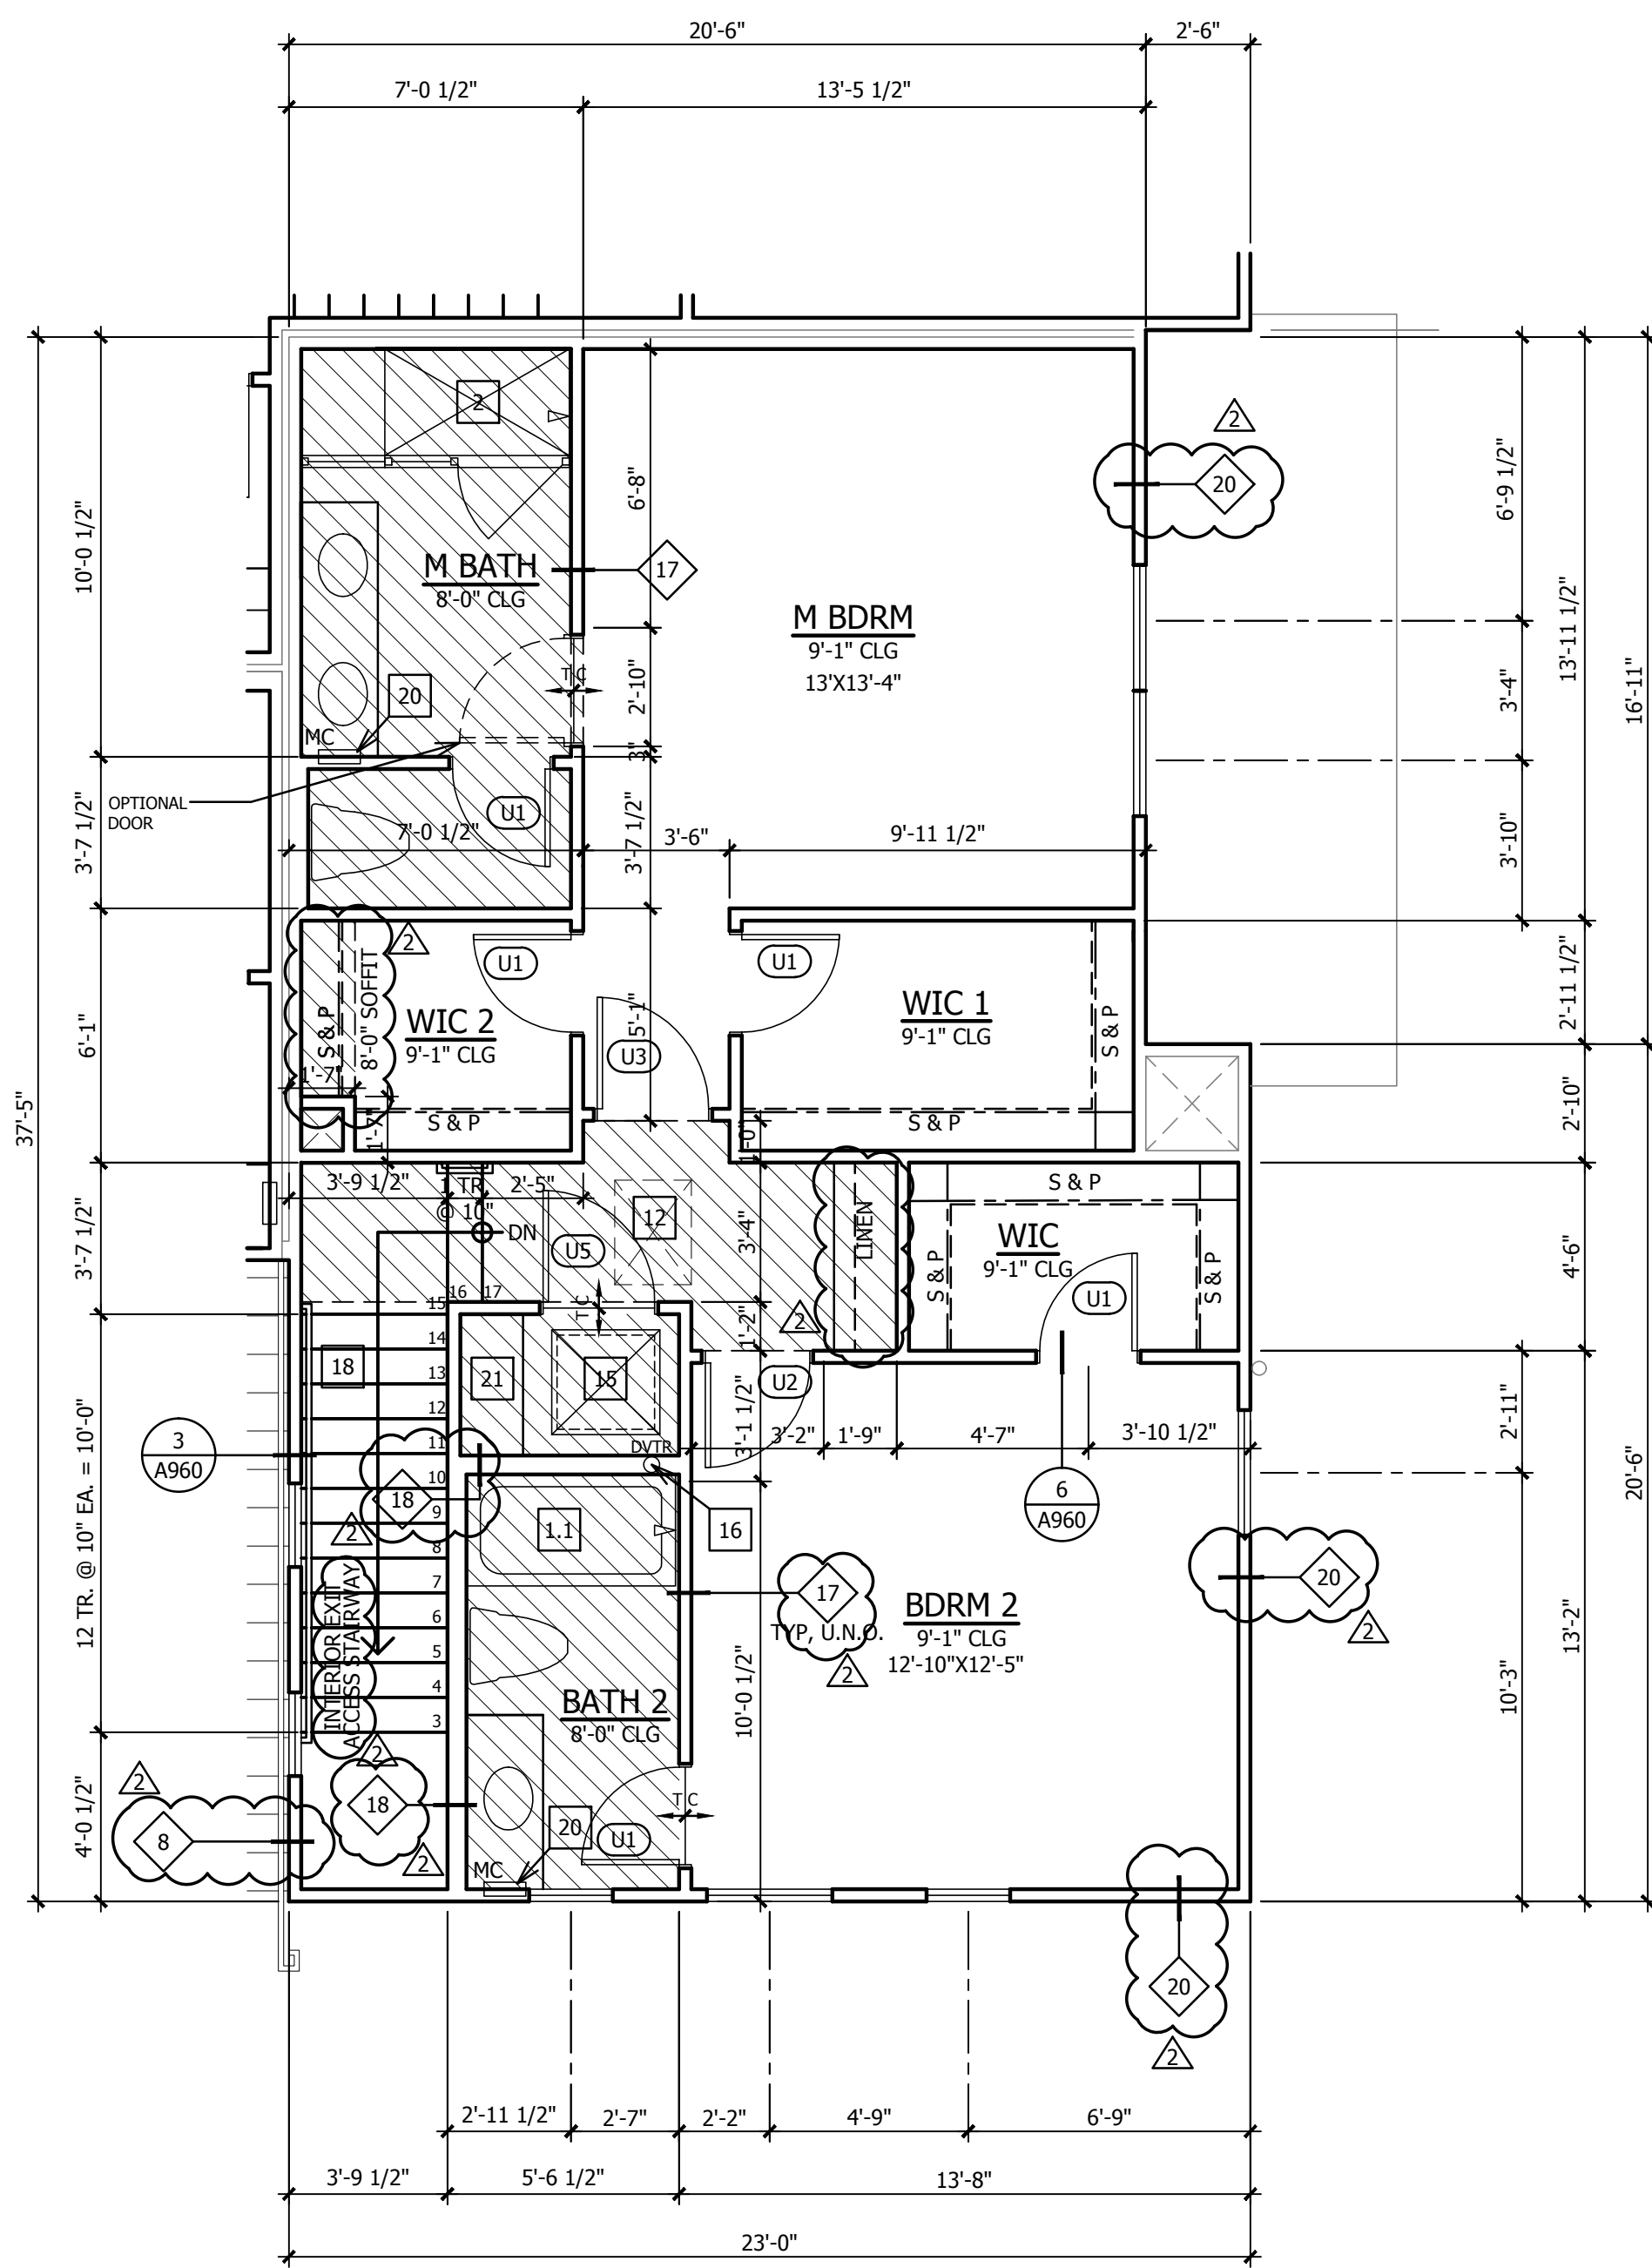 20'-6"
2'-6"
7'-0 1/2"
13'-5 1/2"
2
2
20
6'-8"
6'-9 1/2"
10'-0 1/2"
M BATH
8'-0" CLG
17
M BDRM
9'-1" CLG
13'X13'-4"
13'-11 1/2"
16'-11"
20
T C
2'-10"
3'-4"
MC
3"
OPTIONAL
DOOR
U1
3'-7 1/2"
7'-0 1/2"
3'-7 1/2"
3'-6"
9'-11 1/2"
3'-10"
2
U1
U1
8'-0" SOFFIT
S & P
WIC 2
9'-1" CLG
5'-1"
U3
WIC 1
9'-1" CLG
S & P
2'-11 1/2"
6'-1"
37'-5"
1'-7"
1'-7"
S & P
S & P
1'-0"
2'-10"
3'-9 1/2"
1 TR.
@ 10"
2'-5"
S & P
DN
12
U5
3'-4"
LINEN
WIC
9'-1" CLG
S & P
S & P
4'-6"
3'-7 1/2"
16
17
15
T C
U1
1'-2"
2
14
18
13
21
15
U2
12
11
3
A960
DVTR
3'-1 1/2"
3'-2"
1'-9"
4'-7"
3'-10 1/2"
2'-11"
20'-6"
10
18
2
9
1.1
16
6
A960
8
12 TR. @ 10" EA. = 10'-0"
INTERIOR EXIT
ACCESS STAIRWAY
7
6
5
4
3
17
TYP, U.N.O.
2
BDRM 2
9'-1" CLG
12'-10"X12'-5"
20
2
13'-2"
10'-3"
BATH 2
8'-0" CLG
10'-0 1/2"
2
2
8
18
2
4'-0 1/2"
T C
20
U1
MC
20
2
2'-11 1/2"
2'-7"
2'-2"
4'-9"
6'-9"
3'-9 1/2"
5'-6 1/2"
13'-8"
23'-0"